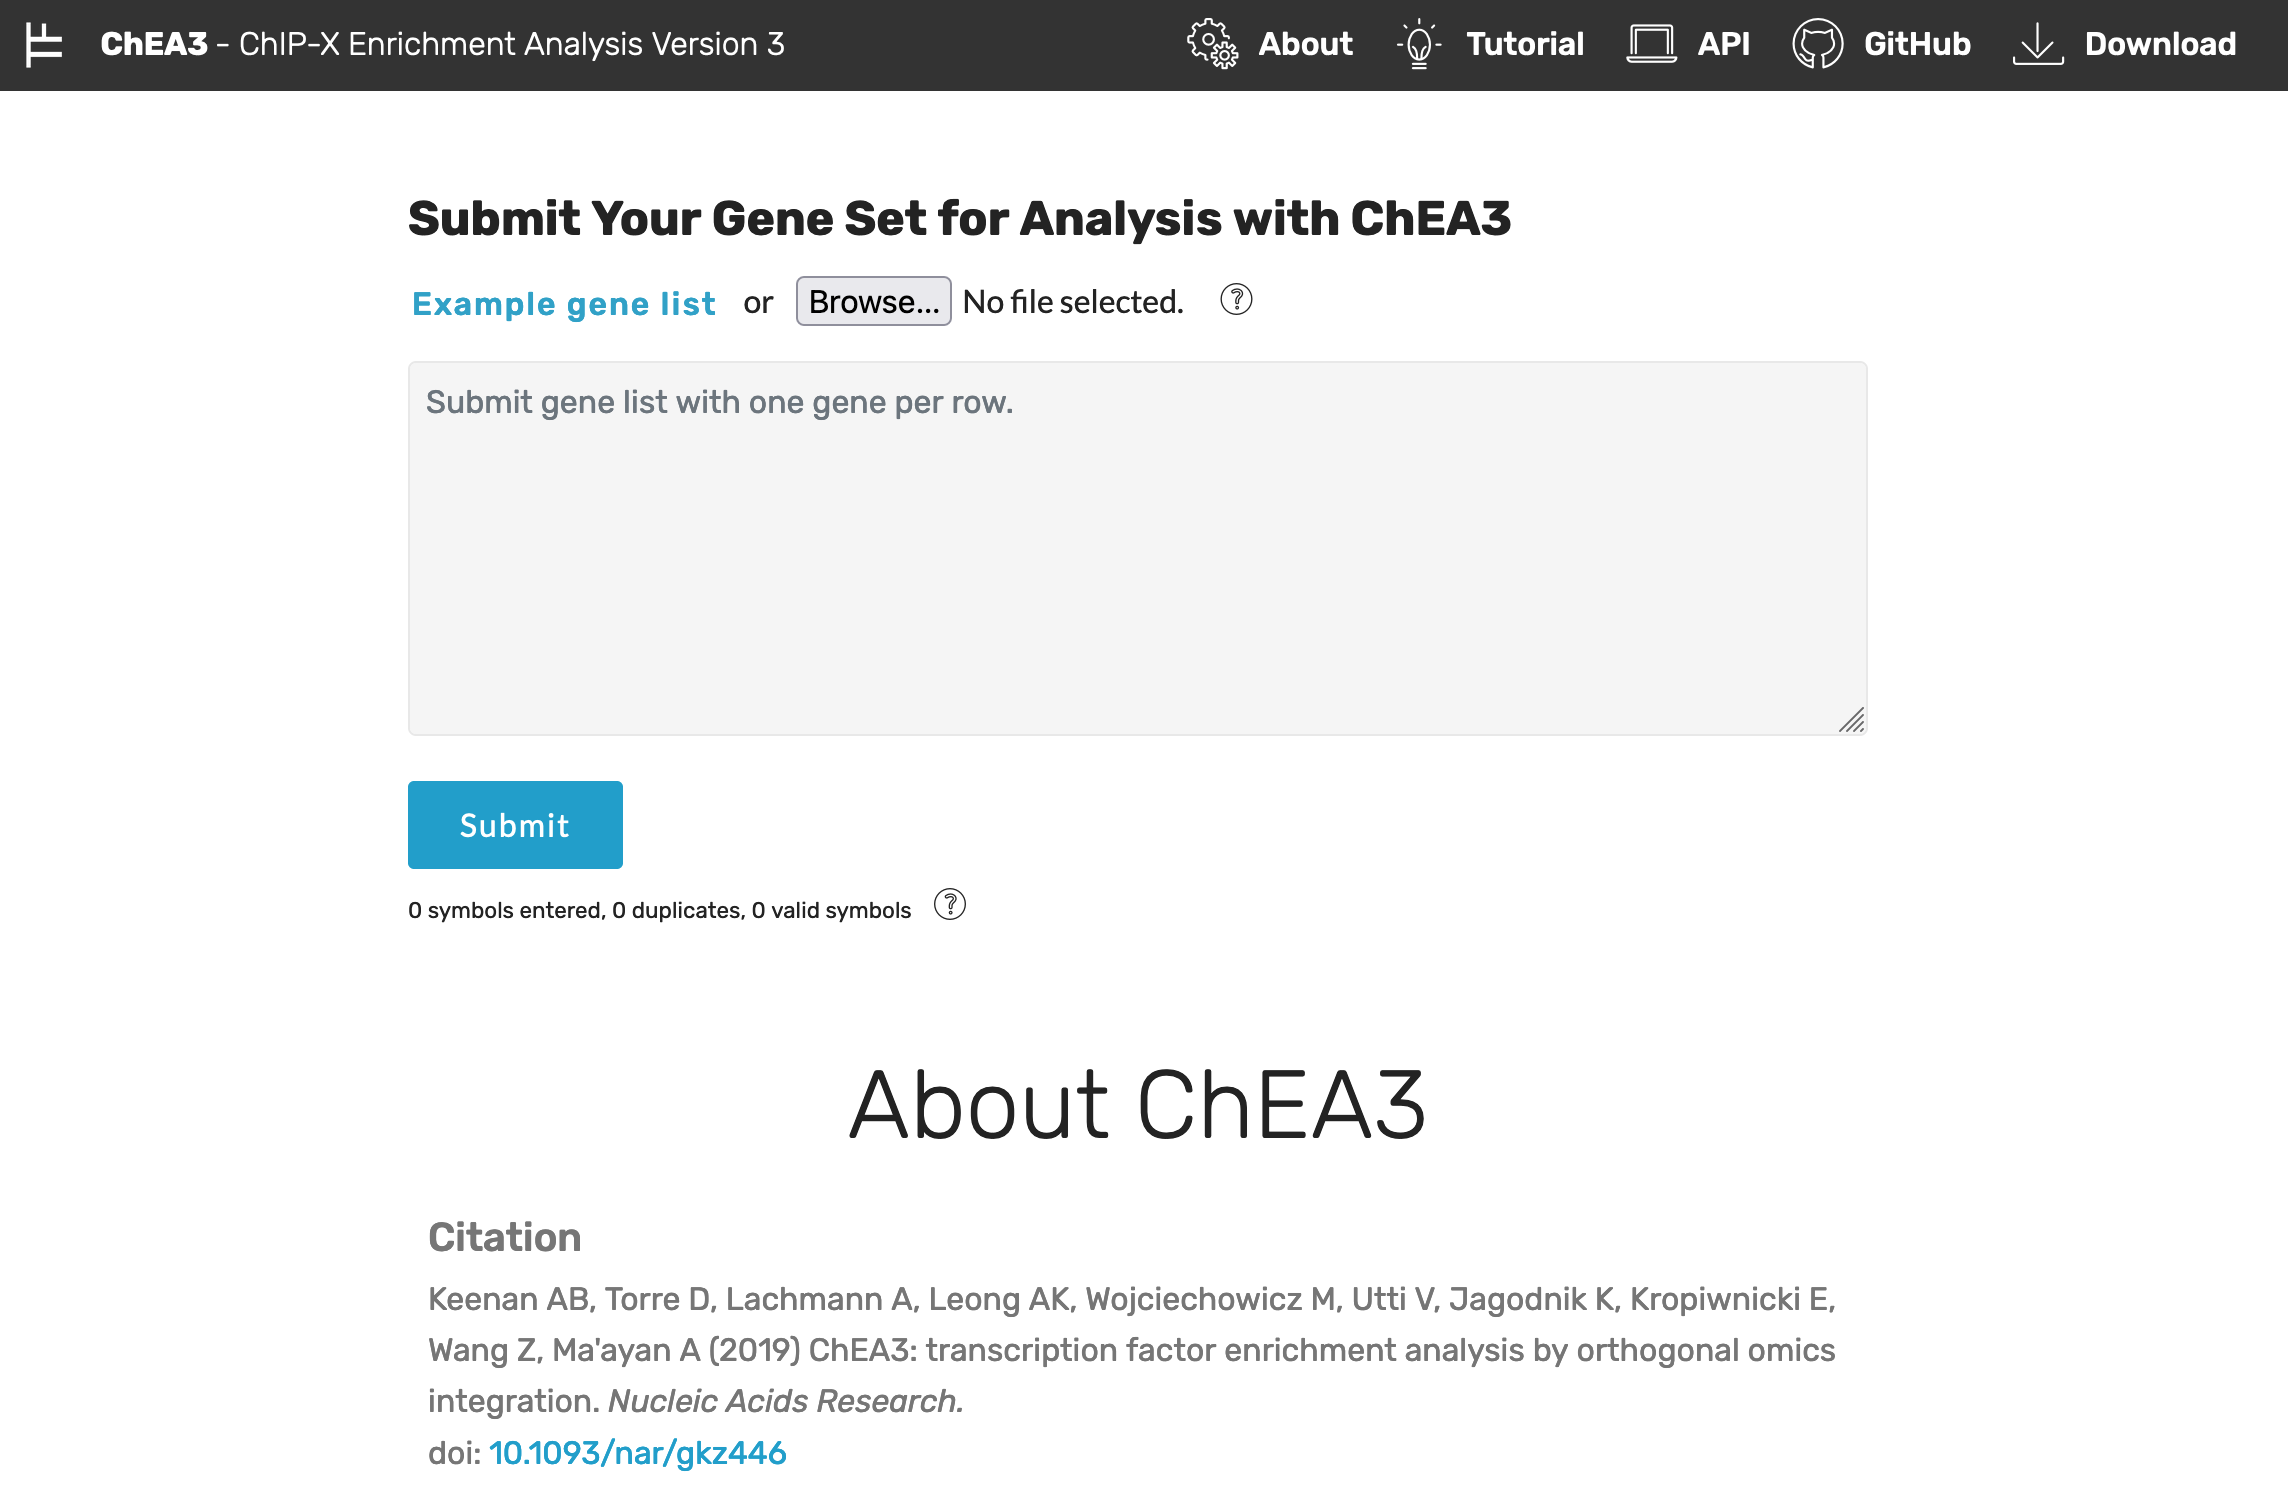 ChEA3 - ChIP-X Enrichment Analysis Version 3
About
Tutorial
API
GitHub
Download
Submit Your Gene Set for Analysis with ChEA3
Example gene list or Browse... No file selected. ?
Submit gene list with one gene per row.
Submit
0 symbols entered, 0 duplicates, 0 valid symbols ?
About ChEA3
Citation
Keenan AB, Torre D, Lachmann A, Leong AK, Wojciechowicz M, Utti V, Jagodnik K, Kropiwnicki E,
Wang Z, Ma'ayan A (2019) ChEA3: transcription factor enrichment analysis by orthogonal omics
integration. Nucleic Acids Research.
doi: 10.1093/nar/gkz446